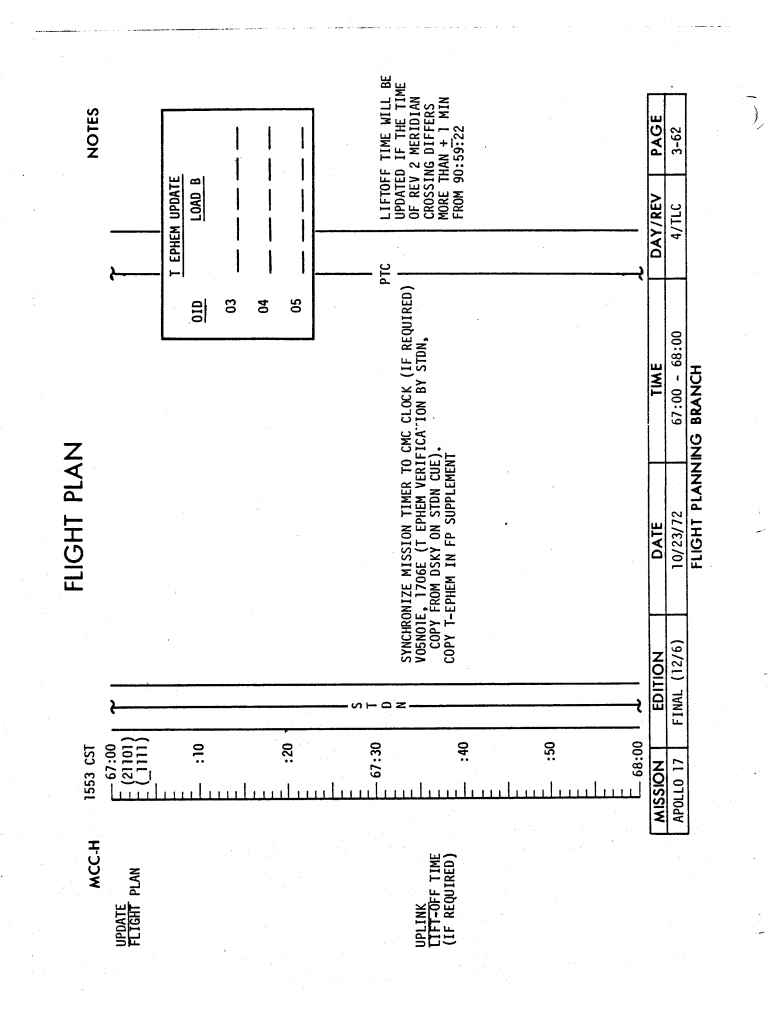 FLIGHT PLAN
MCC-H
1553 CST
NOTES
UPDATE
FLIGHT PLAN
67:00
(21101)
(_1111)
:10
:20
67:30
:40
:50
68:00
UPLINK
LIFT-OFF TIME
(IF REQUIRED)
S
T
D
N
SYNCHRONIZE MISSION TIMER TO CMC CLOCK (IF REQUIRED)
V05N01E, 1706E (T EPHEM VERIFICATION BY STDN,
COPY FROM DSKY ON STDN CUE).
COPY T-EPHEM IN FP SUPPLEMENT
PTC
T EPHEM UPDATE
OID LOAD B
03 _ _ _ _ _
04 _ _ _ _ _
05 _ _ _ _ _
LIFTOFF TIME WILL BE
UPDATED IF THE TIME
OF REV 2 MERIDIAN
CROSSING DIFFERS
MORE THAN ± 1 MIN
FROM 90:59:22
MISSION EDITION DATE TIME DAY/REV PAGE
APOLLO 17 FINAL (12/6) 10/23/72 67:00 - 68:00 4/TLC 3-62
FLIGHT PLANNING BRANCH